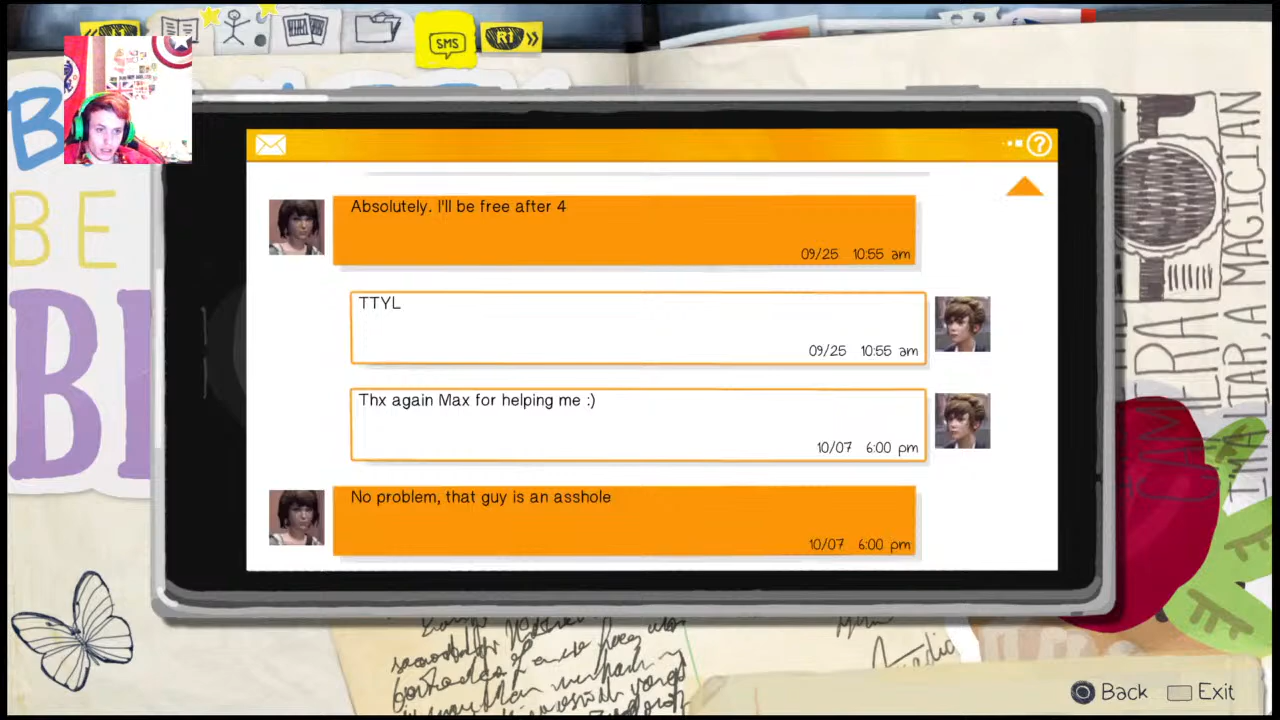 SMS
R1
Absolutely. I'll be free after 4
09/25 10:55 am
TTYL
09/25 10:55 am
Thx again Max for helping me :)
10/07 6:00 pm
No problem, that guy is an asshole
10/07 6:00 pm
B
BE
CAMERA
I'M A LIAR, A MAGICIAN
Back
Exit